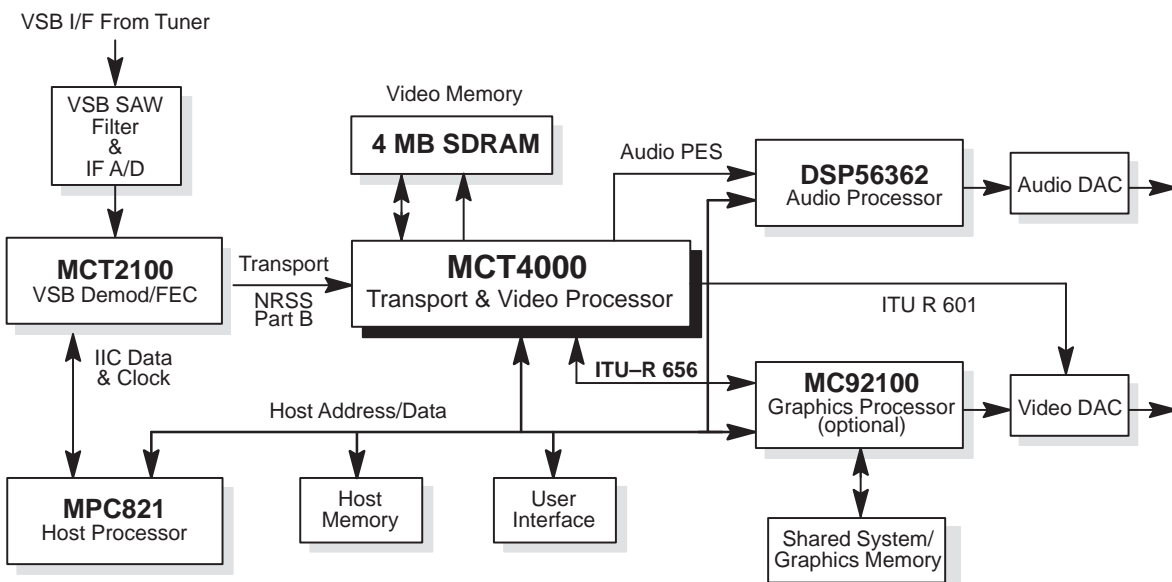 VSB I/F From Tuner
VSB SAW
Filter
&
IF A/D
Video Memory
4 MB SDRAM
Audio PES
DSP56362
Audio Processor
Audio DAC
MCT2100
VSB Demod/FEC
Transport
NRSS
Part B
MCT4000
Transport & Video Processor
ITU R 601
IIC Data
& Clock
ITU–R 656
MC92100
Graphics Processor
(optional)
Video DAC
Host Address/Data
MPC821
Host Processor
Host
Memory
User
Interface
Shared System/
Graphics Memory